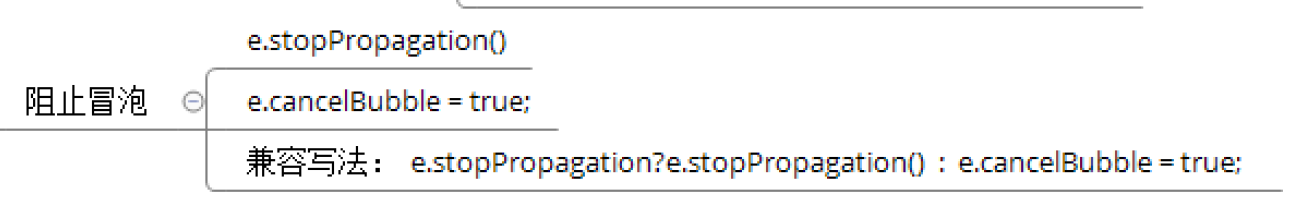 e.stopPropagation()
阻止冒泡
e.cancelBubble = true;
兼容写法： e.stopPropagation?e.stopPropagation() : e.cancelBubble = true;